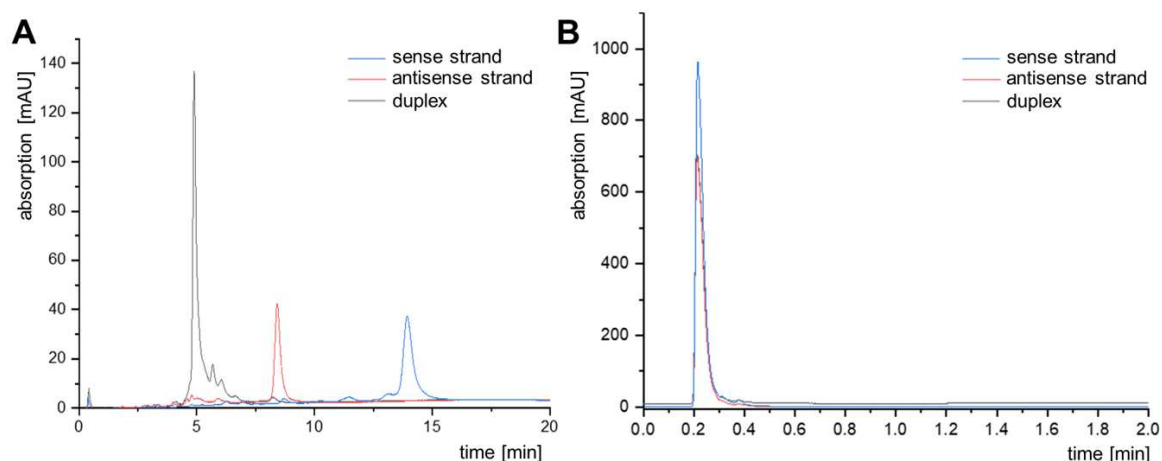 A
absorption [mAU]
140
120
100
80
60
40
20
0
sense strand
antisense strand
duplex
0
5
10
15
20
time [min]
B
absorption [mAU]
1000
800
600
400
200
0
sense strand
antisense strand
duplex
0.0
0.2
0.4
0.6
0.8
1.0
1.2
1.4
1.6
1.8
2.0
time [min]